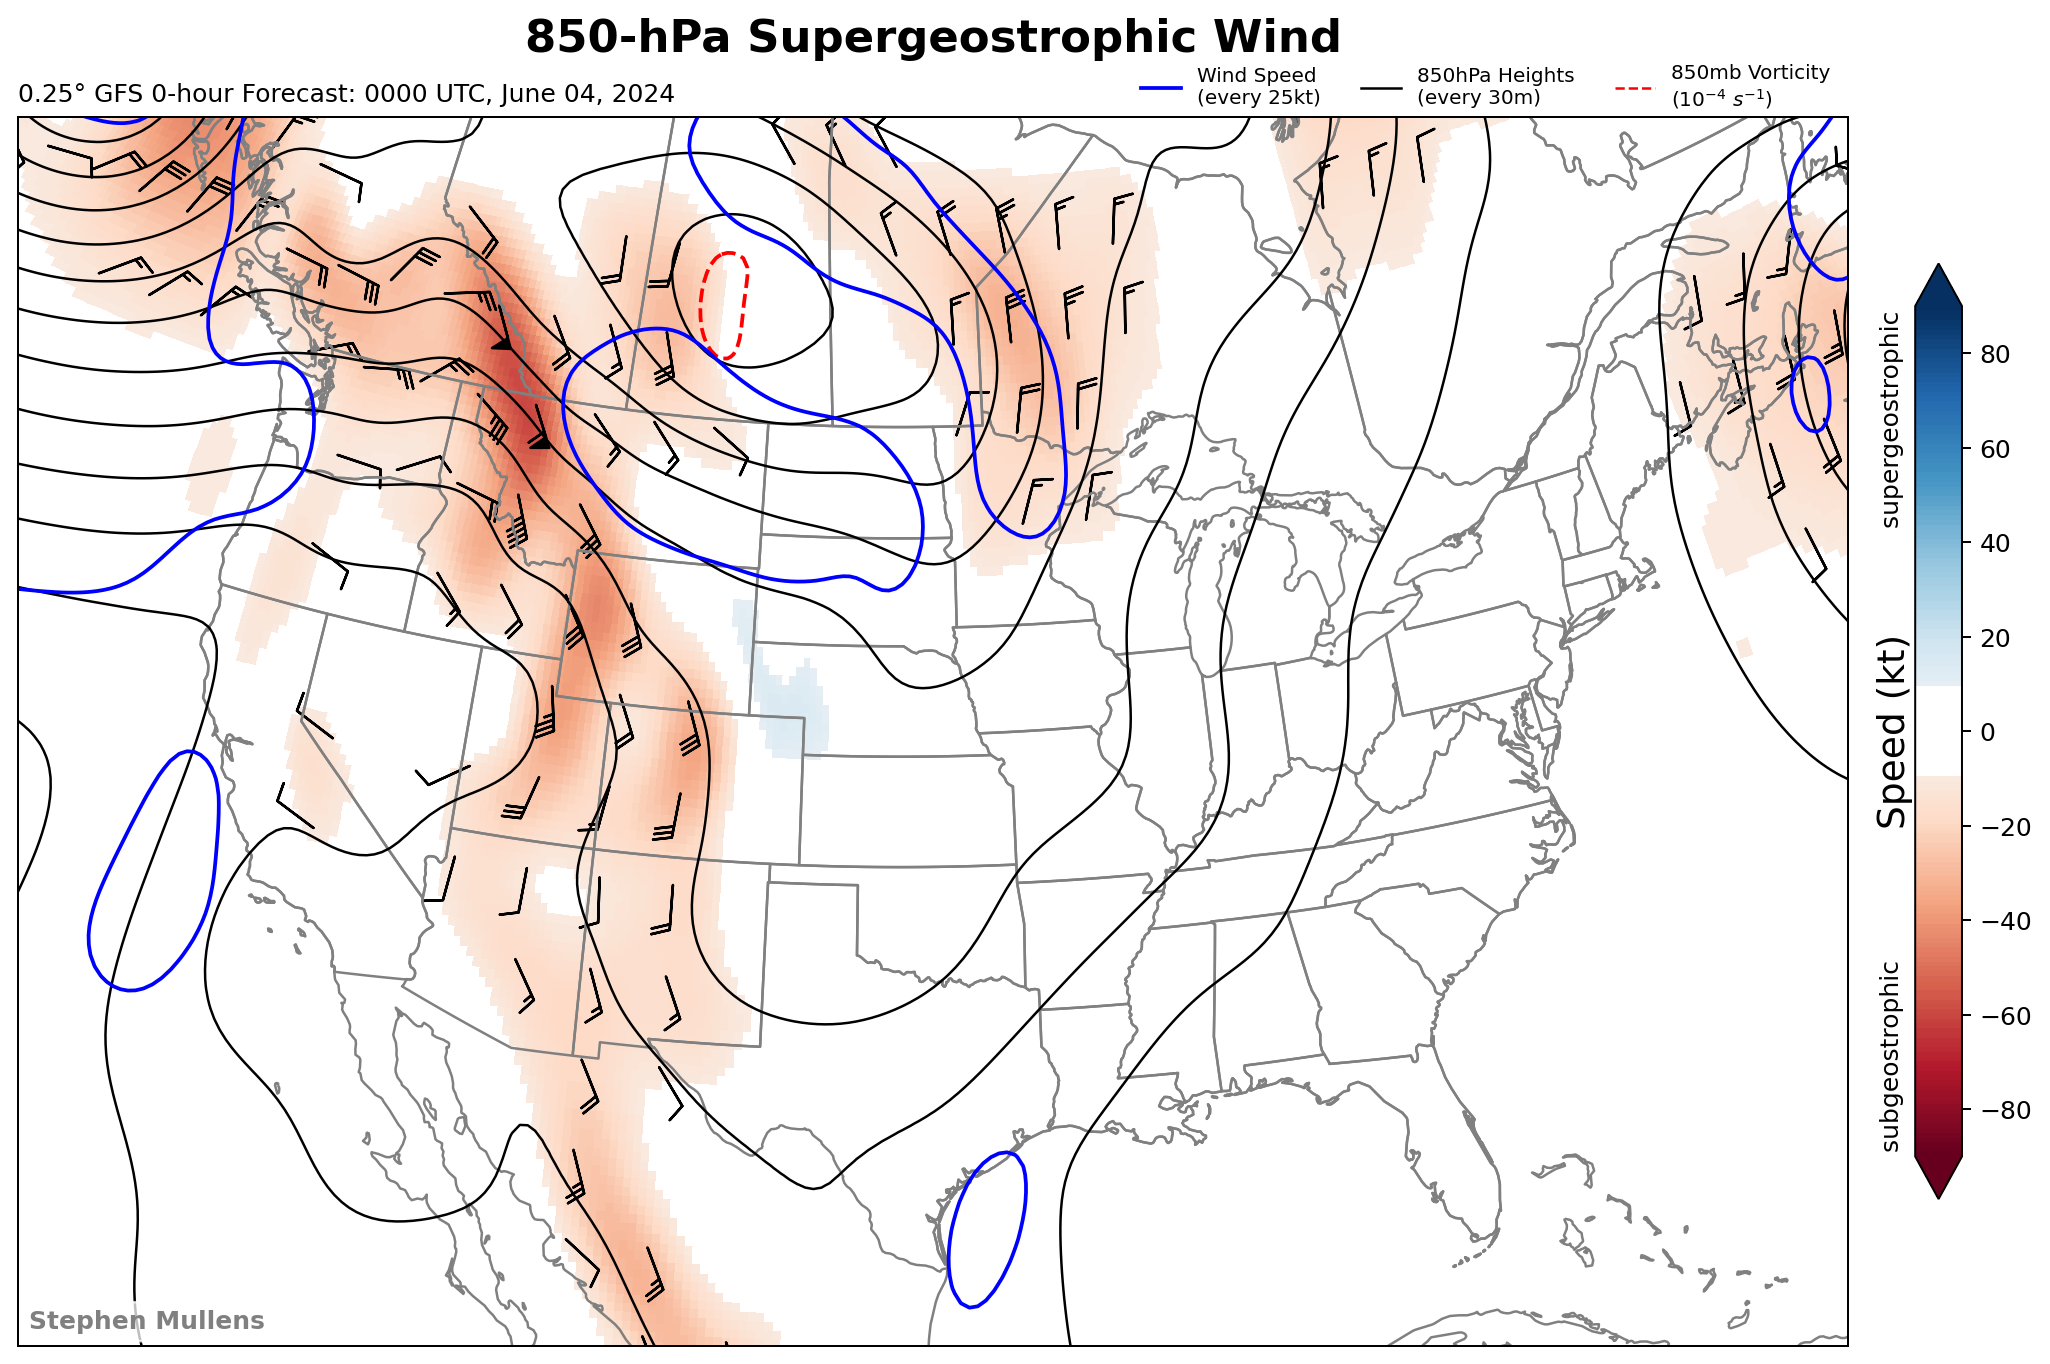 850-hPa Supergeostrophic Wind
0.25° GFS 0-hour Forecast: 0000 UTC, June 04, 2024
Wind Speed
(every 25kt)
850hPa Heights
(every 30m)
850mb Vorticity
(10⁻⁴ s⁻¹)
supergeostrophic
Speed (kt)
subgeostrophic
80
60
40
20
0
−20
−40
−60
−80
Stephen Mullens